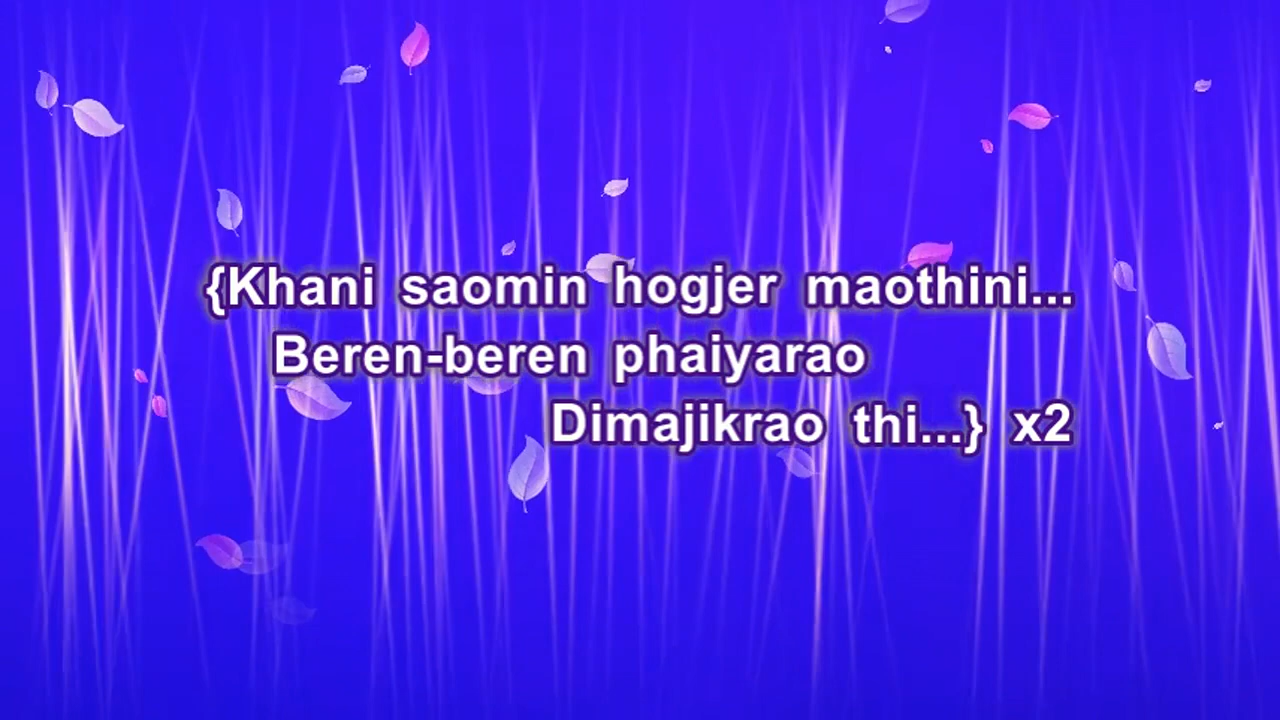 {Khani saomin hogjer maothini...
Beren-beren phaiyarao
Dimajikrao thi...} x2